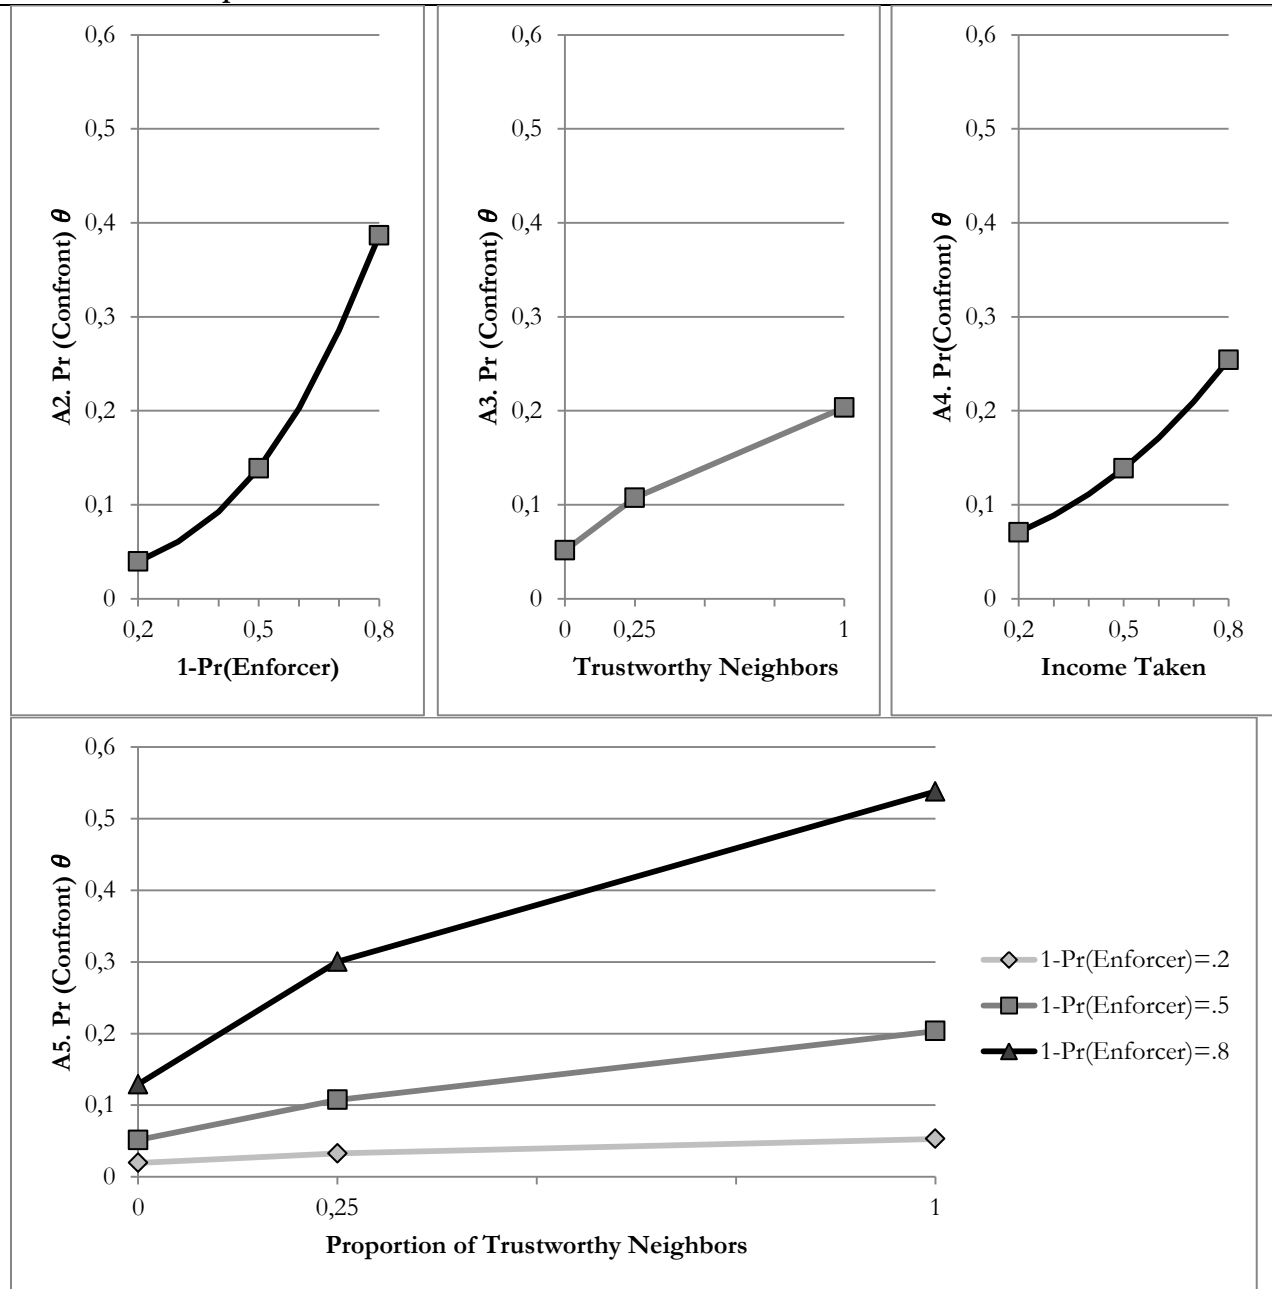 0,6
0,5
0,4
0,3
0,2
0,1
0
A2. Pr (Confront) θ
0,2 0,5 0,8
1-Pr(Enforcer)
0,6
0,5
0,4
0,3
0,2
0,1
0
A3. Pr (Confront) θ
0 0,25 1
Trustworthy Neighbors
0,6
0,5
0,4
0,3
0,2
0,1
0
A4. Pr(Confront) θ
0,2 0,5 0,8
Income Taken
0,6
0,5
0,4
0,3
0,2
0,1
0
A5. Pr (Confront) θ
0 0,25 1
Proportion of Trustworthy Neighbors
1-Pr(Enforcer)=.2
1-Pr(Enforcer)=.5
1-Pr(Enforcer)=.8